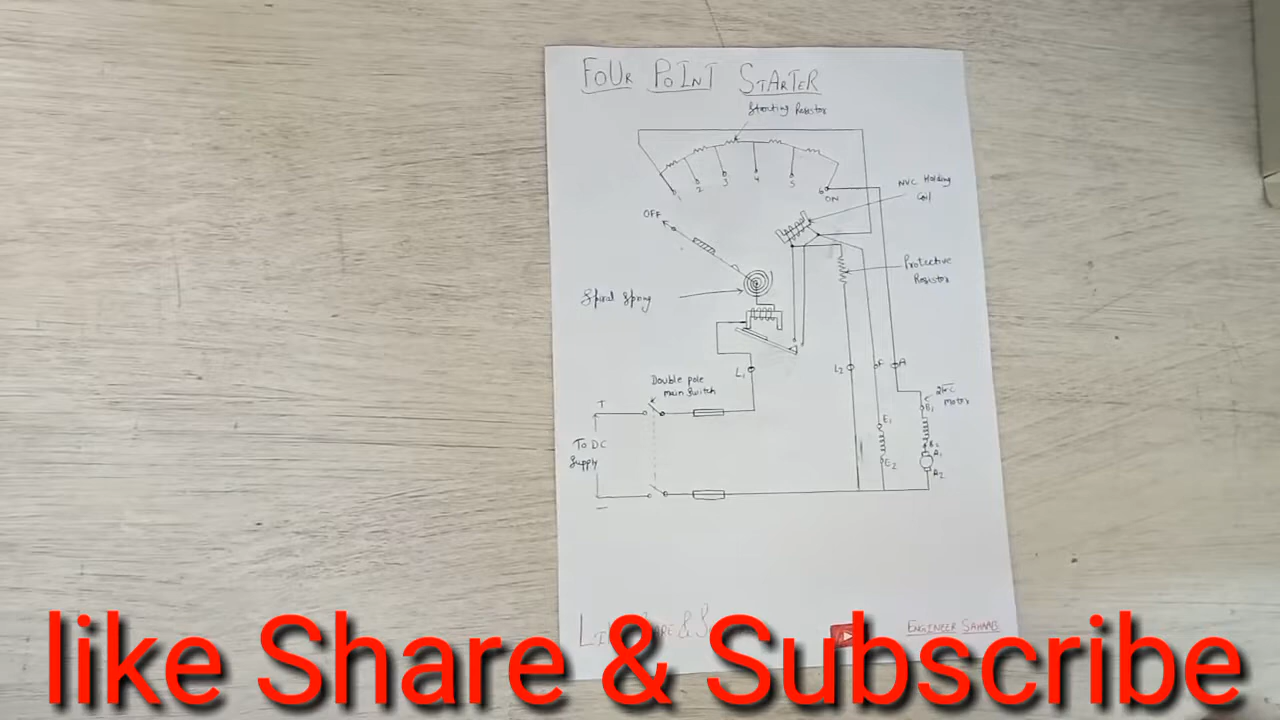 FOUR POINT STARTER
Starting Resistor
1 2 3 4 5 6
ON
OFF
NVC Holding
Coil
Protective
Resistor
Spiral Spring
L1 L2 F A
Double pole
main switch
To DC
Supply
E1
E2
B1
Motor
A1
A2
ENGINEER SAHAAB
like Share & Subscribe